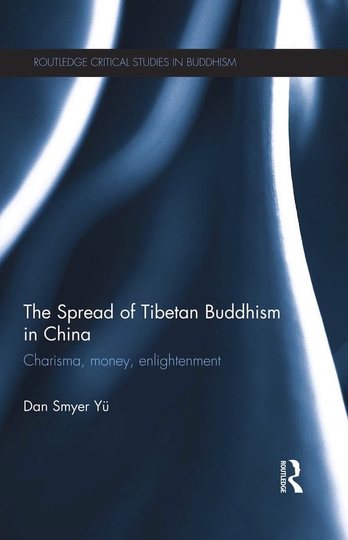 ROUTLEDGE CRITICAL STUDIES IN BUDDHISM
The Spread of Tibetan Buddhism
in China
Charisma, money, enlightenment
Dan Smyer Yü
ROUTLEDGE